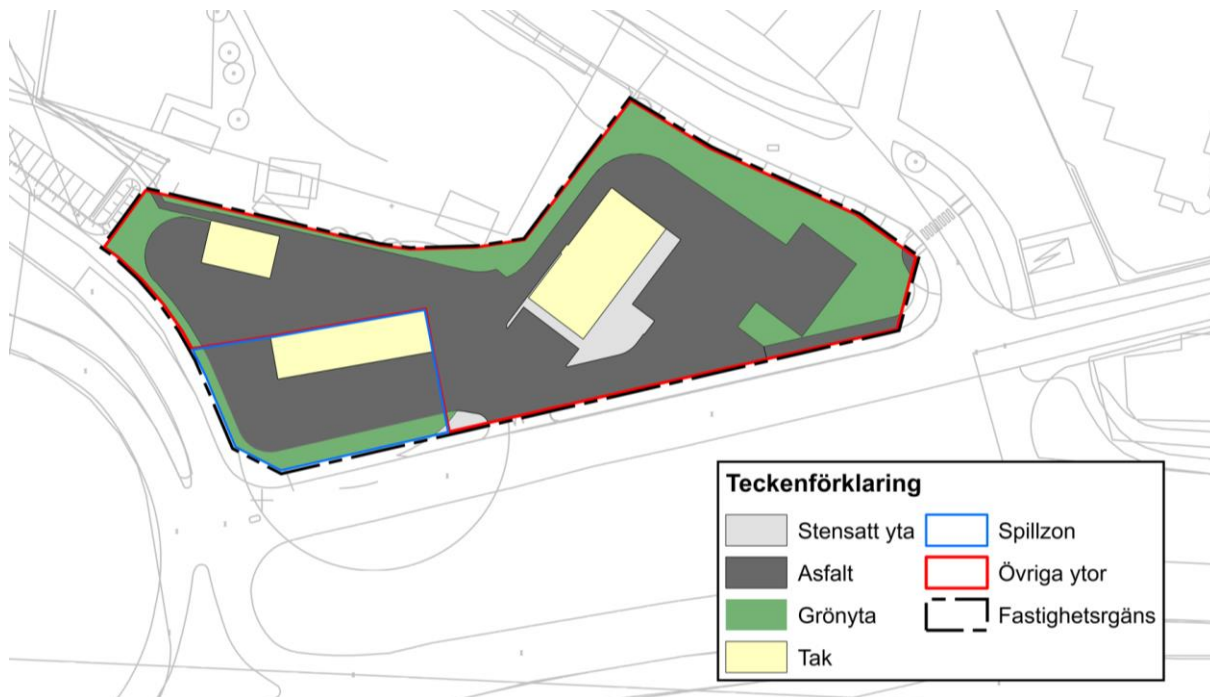 Teckenförklaring
Stensatt yta
Spillzon
Asfalt
Övriga ytor
Grönyta
Fastighetsrgäns
Tak